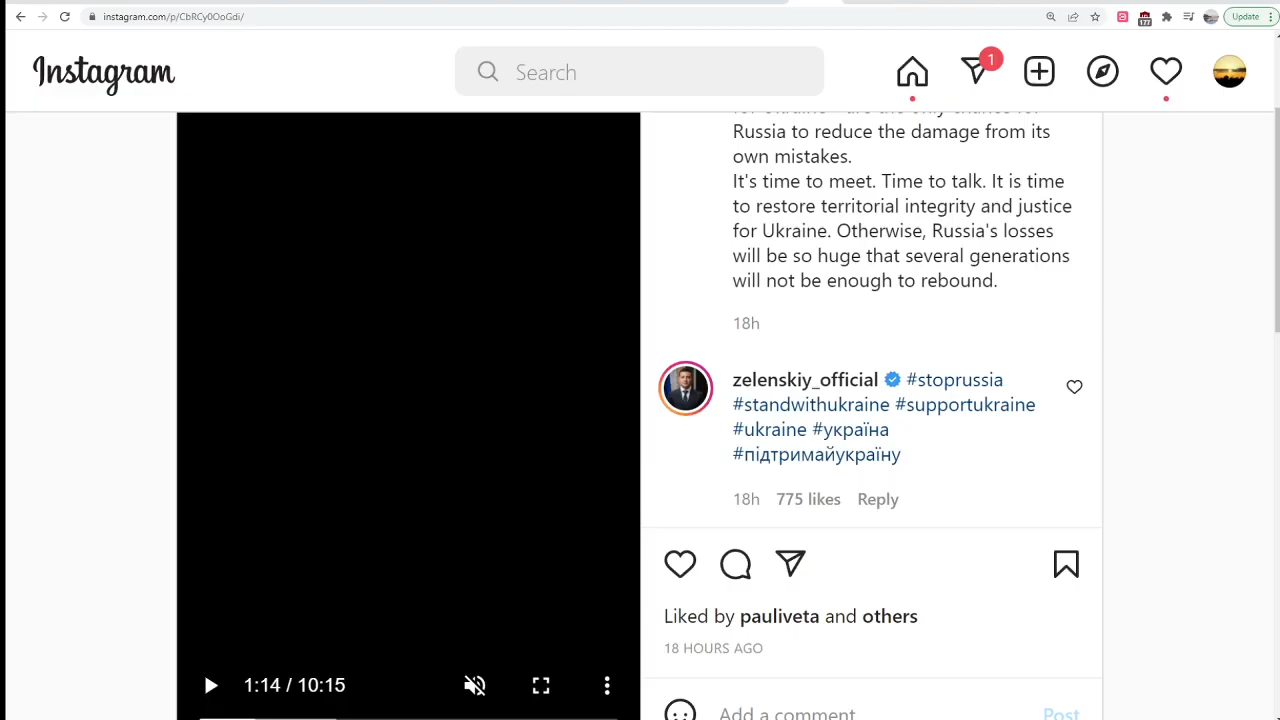 instagram.com/p/CbRCy0OoGdi/
Update
177
Instagram
Search
1
for Ukraine are the only chance for
Russia to reduce the damage from its
own mistakes.
It's time to meet. Time to talk. It is time
to restore territorial integrity and justice
for Ukraine. Otherwise, Russia's losses
will be so huge that several generations
will not be enough to rebound.
18h
zelenskiy_official #stoprussia
#standwithukraine #supportukraine
#ukraine #україна
#підтримайукраїну
18h 775 likes Reply
Liked by pauliveta and others
18 HOURS AGO
1:14 / 10:15
Add a comment
Post